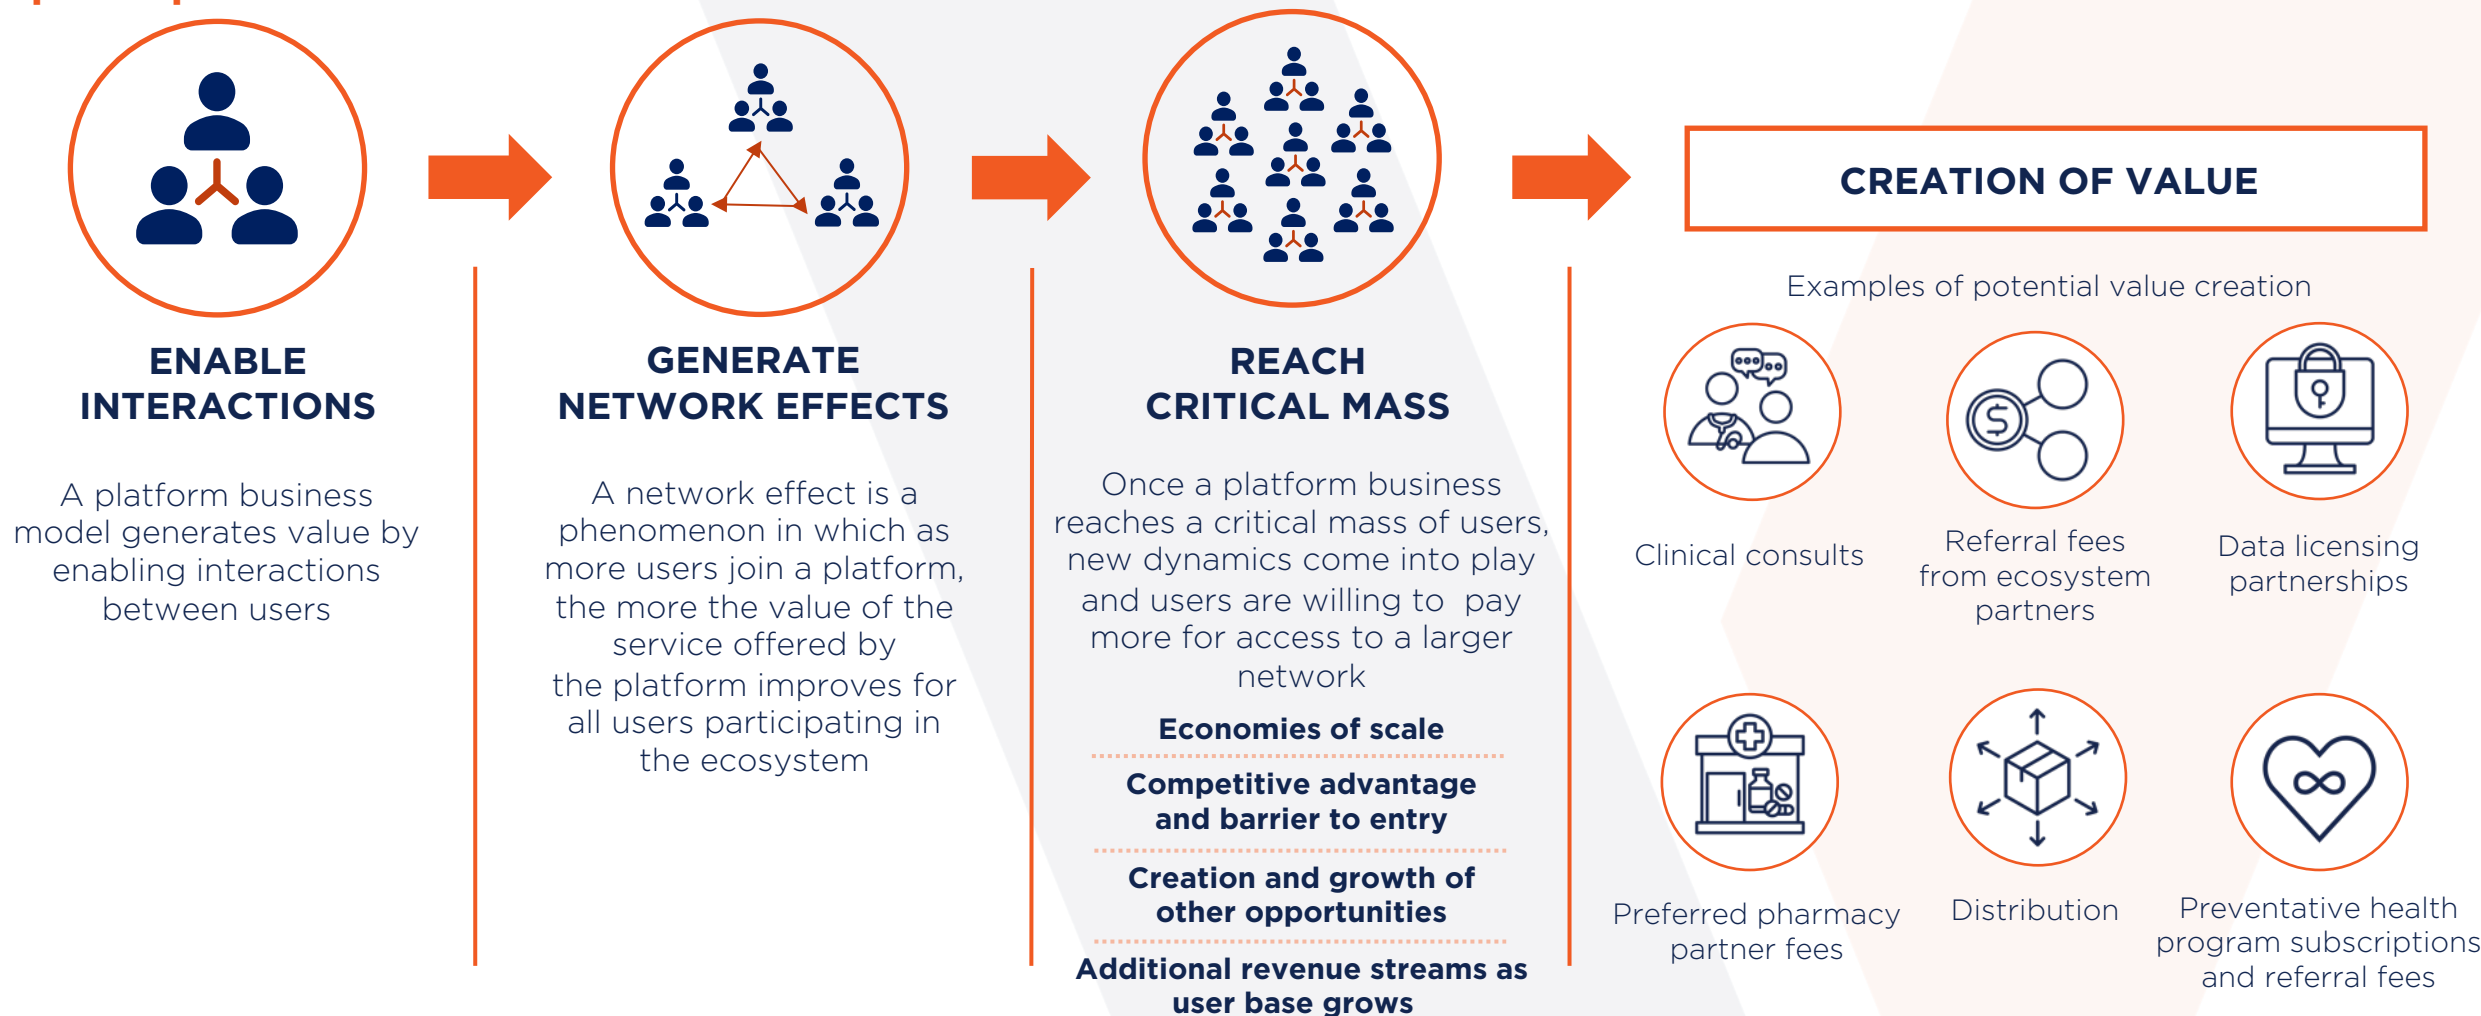 ENABLE
INTERACTIONS
A platform business
model generates value by
enabling interactions
between users
GENERATE
NETWORK EFFECTS
A network effect is a
phenomenon in which as
more users join a platform,
the more the value of the
service offered by
the platform improves for
all users participating in
the ecosystem
REACH
CRITICAL MASS
Once a platform business
reaches a critical mass of users,
new dynamics come into play
and users are willing to pay
more for access to a larger
network
Economies of scale
Competitive advantage
and barrier to entry
Creation and growth of
other opportunities
Additional revenue streams as
user base grows
CREATION OF VALUE
Examples of potential value creation
Clinical consults
Referral fees
from ecosystem
partners
Data licensing
partnerships
Preferred pharmacy
partner fees
Distribution
Preventative health
program subscriptions
and referral fees